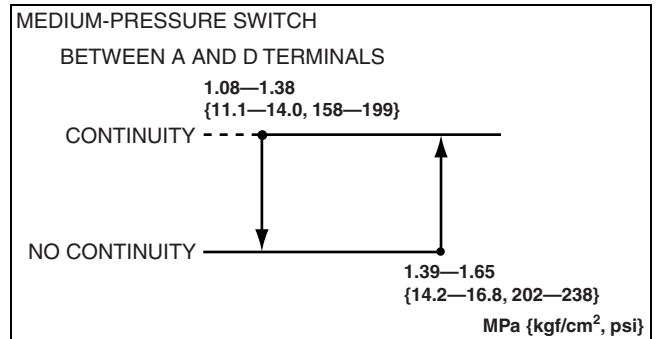 MEDIUM-PRESSURE SWITCH
BETWEEN A AND D TERMINALS
1.08—1.38
{11.1—14.0, 158—199}
CONTINUITY
NO CONTINUITY
1.39—1.65
{14.2—16.8, 202—238}
MPa {kgf/cm², psi}